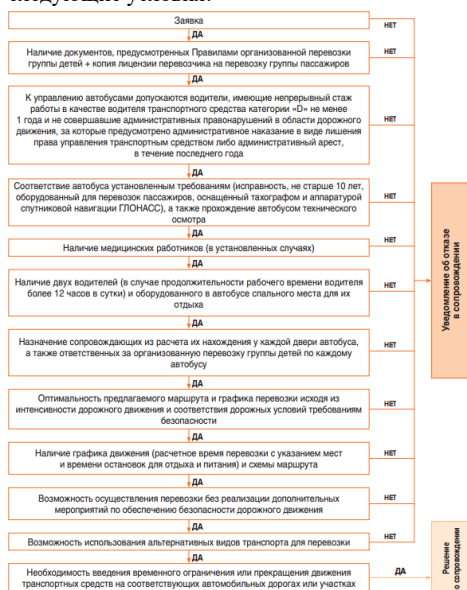 Заявка
НЕТ
ДА
Наличие документов, предусмотренных Правилами организованной перевозки
группы детей + копия лицензии перевозчика на перевозку группы пассажиров
НЕТ
ДА
К управлению автобусами допускаются водители, имеющие непрерывный стаж
работы в качестве водителя транспортного средства категории «D» не менее
1 года и не совершавшие административных правонарушений в области дорожного
движения, за которые предусмотрено административное наказание в виде лишения
права управления транспортным средством либо административный арест,
в течение последнего года
НЕТ
ДА
Соответствие автобуса установленным требованиям (исправность, не старше 10 лет,
оборудованный для перевозок пассажиров, оснащенный тахографом и аппаратурой
спутниковой навигации ГЛОНАСС), а также прохождение автобусом технического
осмотра
НЕТ
ДА
Наличие медицинских работников (в установленных случаях)
НЕТ
ДА
Наличие двух водителей (в случае продолжительности рабочего времени водителя
более 12 часов в сутки) и оборудованного в автобусе спального места для их
отдыха
НЕТ
ДА
Назначение сопровождающих из расчета их нахождения у каждой двери автобуса,
а также ответственных за организованную перевозку группы детей по каждому
автобусу
НЕТ
ДА
Оптимальность предлагаемого маршрута и графика перевозки исходя из
интенсивности дорожного движения и соответствия дорожных условий требованиям
безопасности
НЕТ
ДА
Наличие графика движения (расчетное время перевозки с указанием мест
и времени остановок для отдыха и питания) и схемы маршрута
НЕТ
ДА
Возможность осуществления перевозки без реализации дополнительных
мероприятий по обеспечению безопасности дорожного движения
НЕТ
ДА
Возможность использования альтернативных видов транспорта для перевозки
НЕТ
ДА
Необходимость введения временного ограничения или прекращения движения
транспортных средств на соответствующих автомобильных дорогах или участках
ДА
Уведомление об отказе
в сопровождении
Решение
о сопровождении